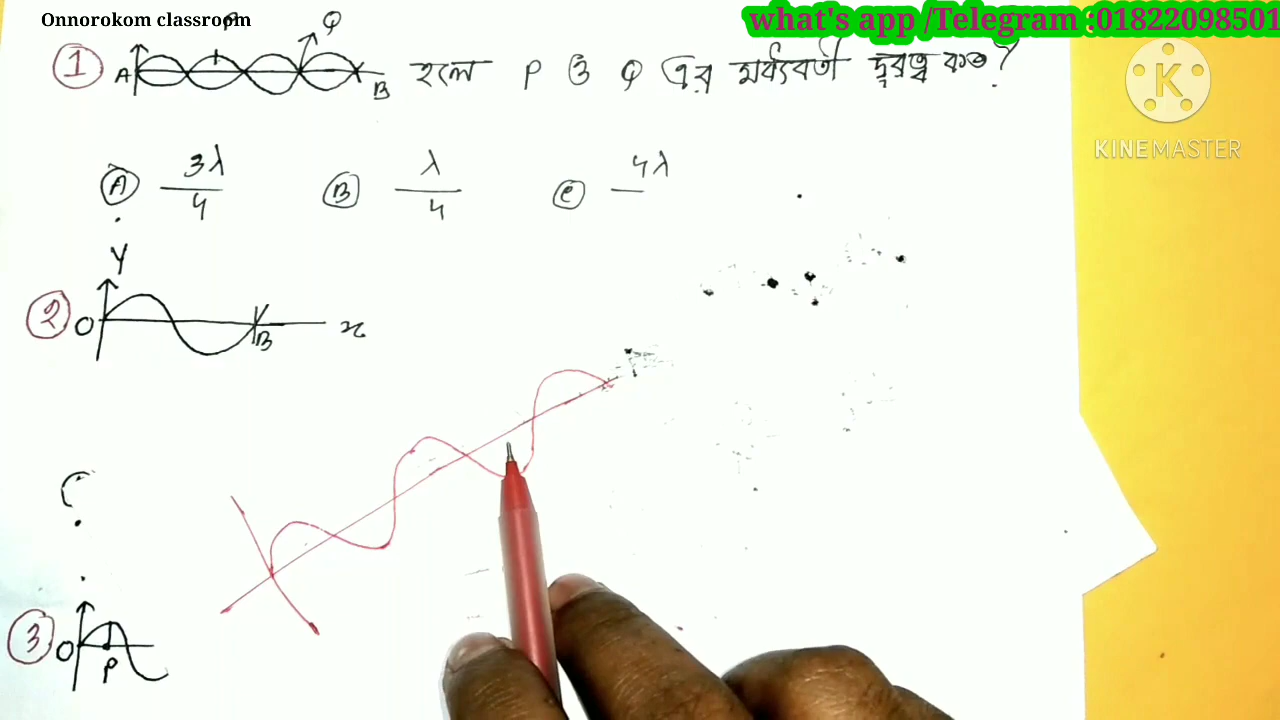 Onnorokom classroom
what's app /Telegram :01822098501
P Q
① A B হলে P ও Q এর মধ্যবর্তী দূরত্ব কত?
Ⓐ 3λ/4 Ⓑ λ/4 Ⓒ 4λ
K
KINEMASTER
Y
② O B x
③ O P